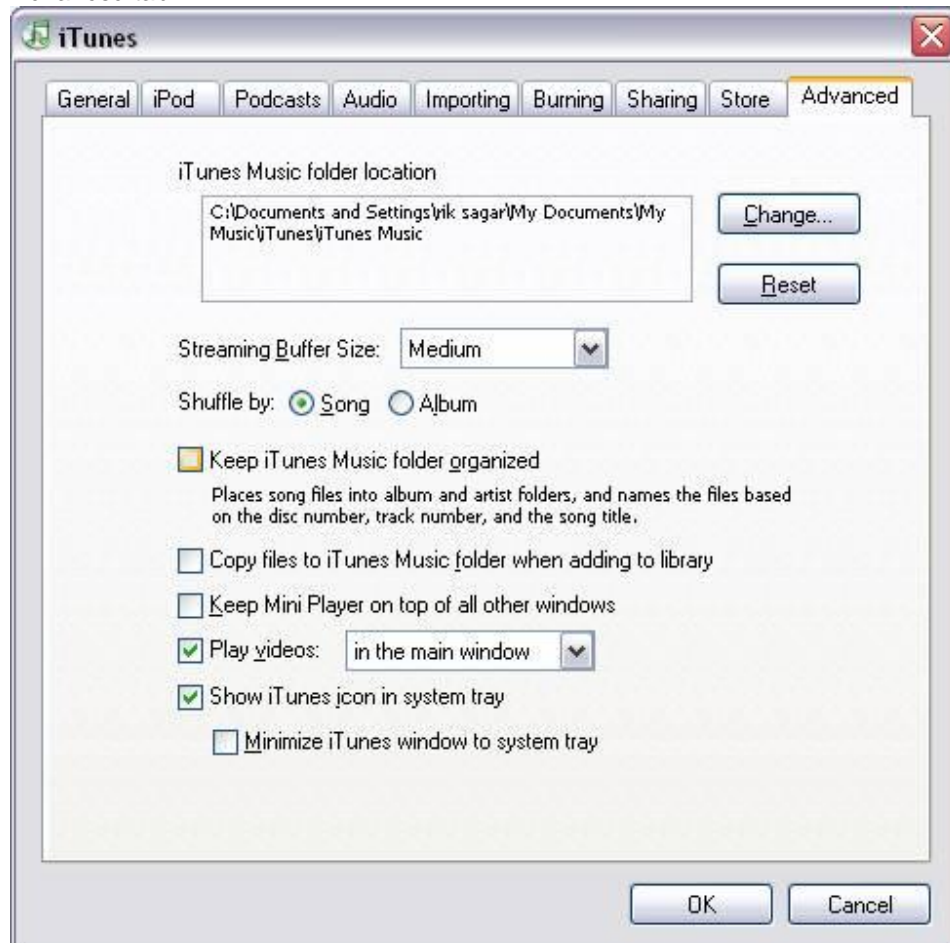 iTunes
General iPod Podcasts Audio Importing Burning Sharing Store Advanced
iTunes Music folder location
C:\Documents and Settings\rik sagar\My Documents\My
Music\iTunes\iTunes Music
Change...
Reset
Streaming Buffer Size: Medium
Shuffle by: Song Album
Keep iTunes Music folder organized
Places song files into album and artist folders, and names the files based
on the disc number, track number, and the song title.
Copy files to iTunes Music folder when adding to library
Keep Mini Player on top of all other windows
Play videos: in the main window
Show iTunes icon in system tray
Minimize iTunes window to system tray
OK Cancel